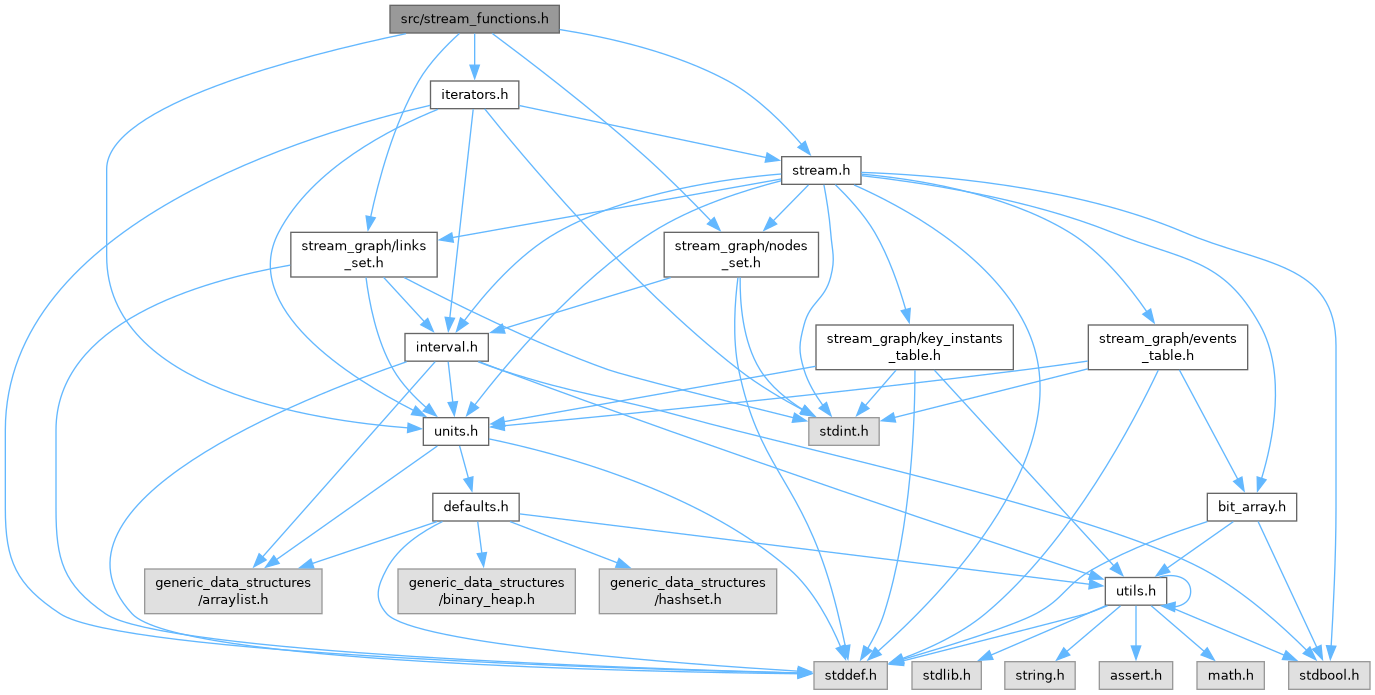 src/stream_functions.h
iterators.h
stream.h
stream_graph/links
_set.h
stream_graph/nodes
_set.h
interval.h
stream_graph/key_instants
_table.h
stream_graph/events
_table.h
units.h
stdint.h
defaults.h
bit_array.h
generic_data_structures
/arraylist.h
generic_data_structures
/binary_heap.h
generic_data_structures
/hashset.h
utils.h
stddef.h
stdlib.h
string.h
assert.h
math.h
stdbool.h